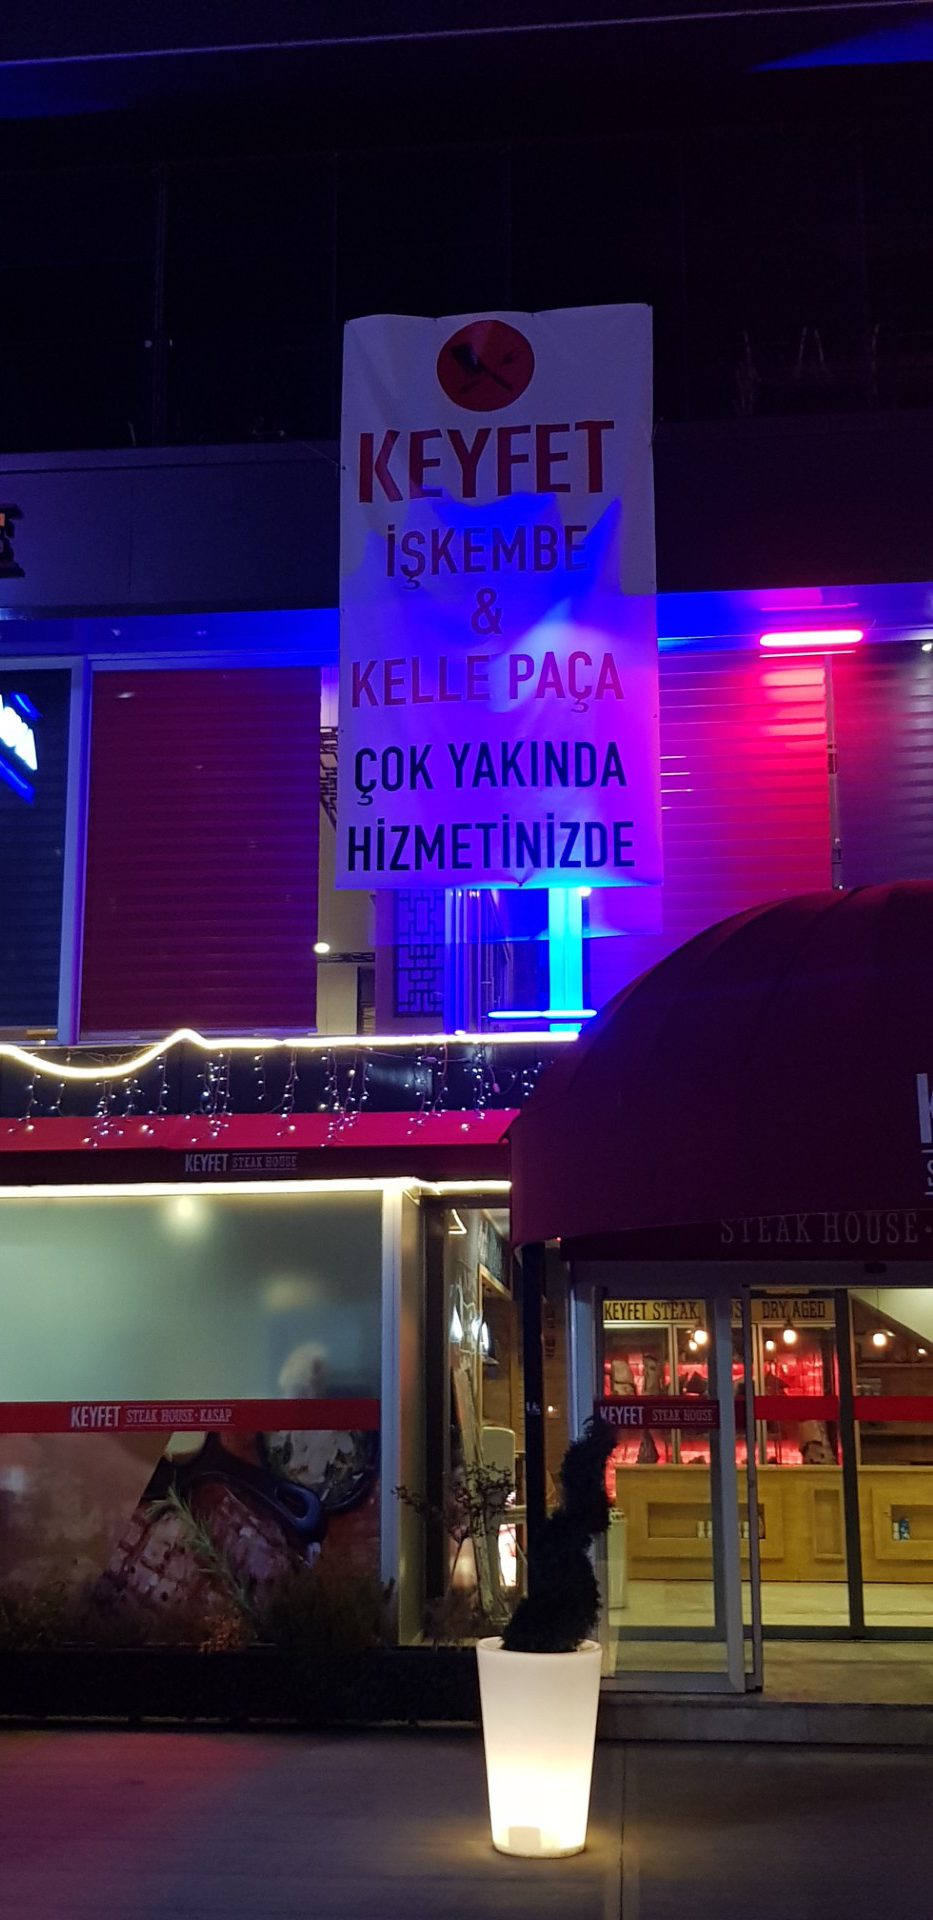 KEYFET
İŞKEMBE
&
KELLE PAÇA
ÇOK YAKINDA
HİZMETİNİZDE
KEYFET STEAK HOUSE
STEAK HOUSE
KEYFET STEAK DRY AGED
KEYFET STEAK HOUSE · KASAP
KEYFET STEAK HOUSE